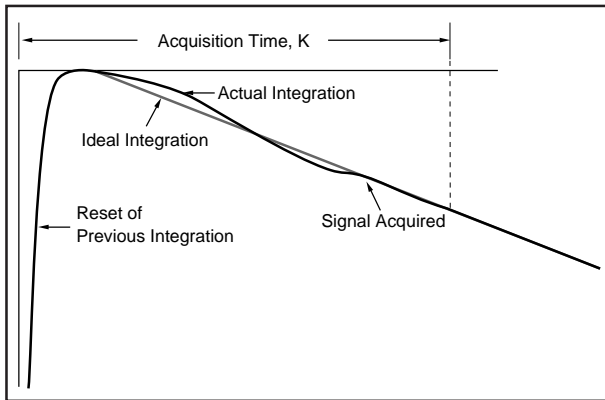 Acquisition Time, K
Actual Integration
Ideal Integration
Signal Acquired
Reset of
Previous Integration